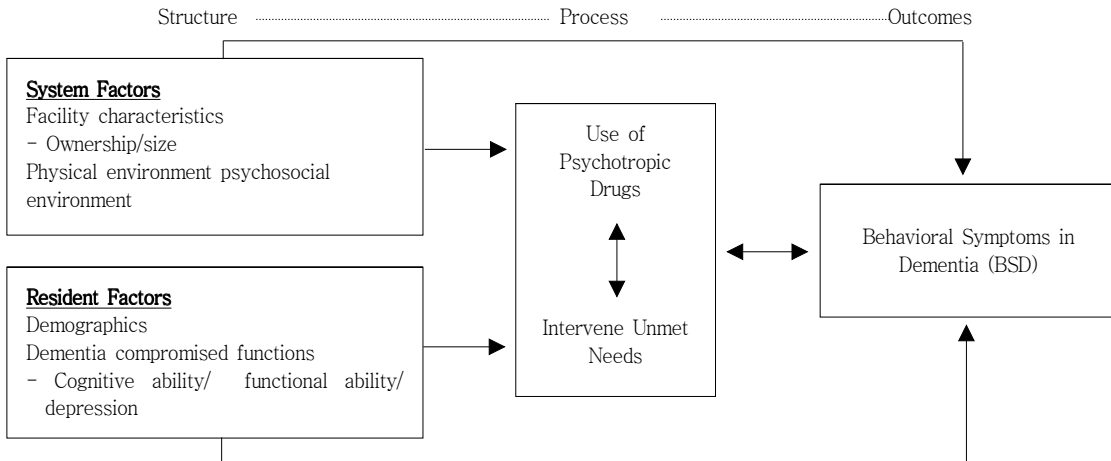 Structure Process Outcomes
System Factors
Facility characteristics
- Ownership/size
Physical environment psychosocial
environment
Resident Factors
Demographics
Dementia compromised functions
- Cognitive ability/ functional ability/
depression
Use of
Psychotropic
Drugs
Intervene Unmet
Needs
Behavioral Symptoms in
Dementia (BSD)